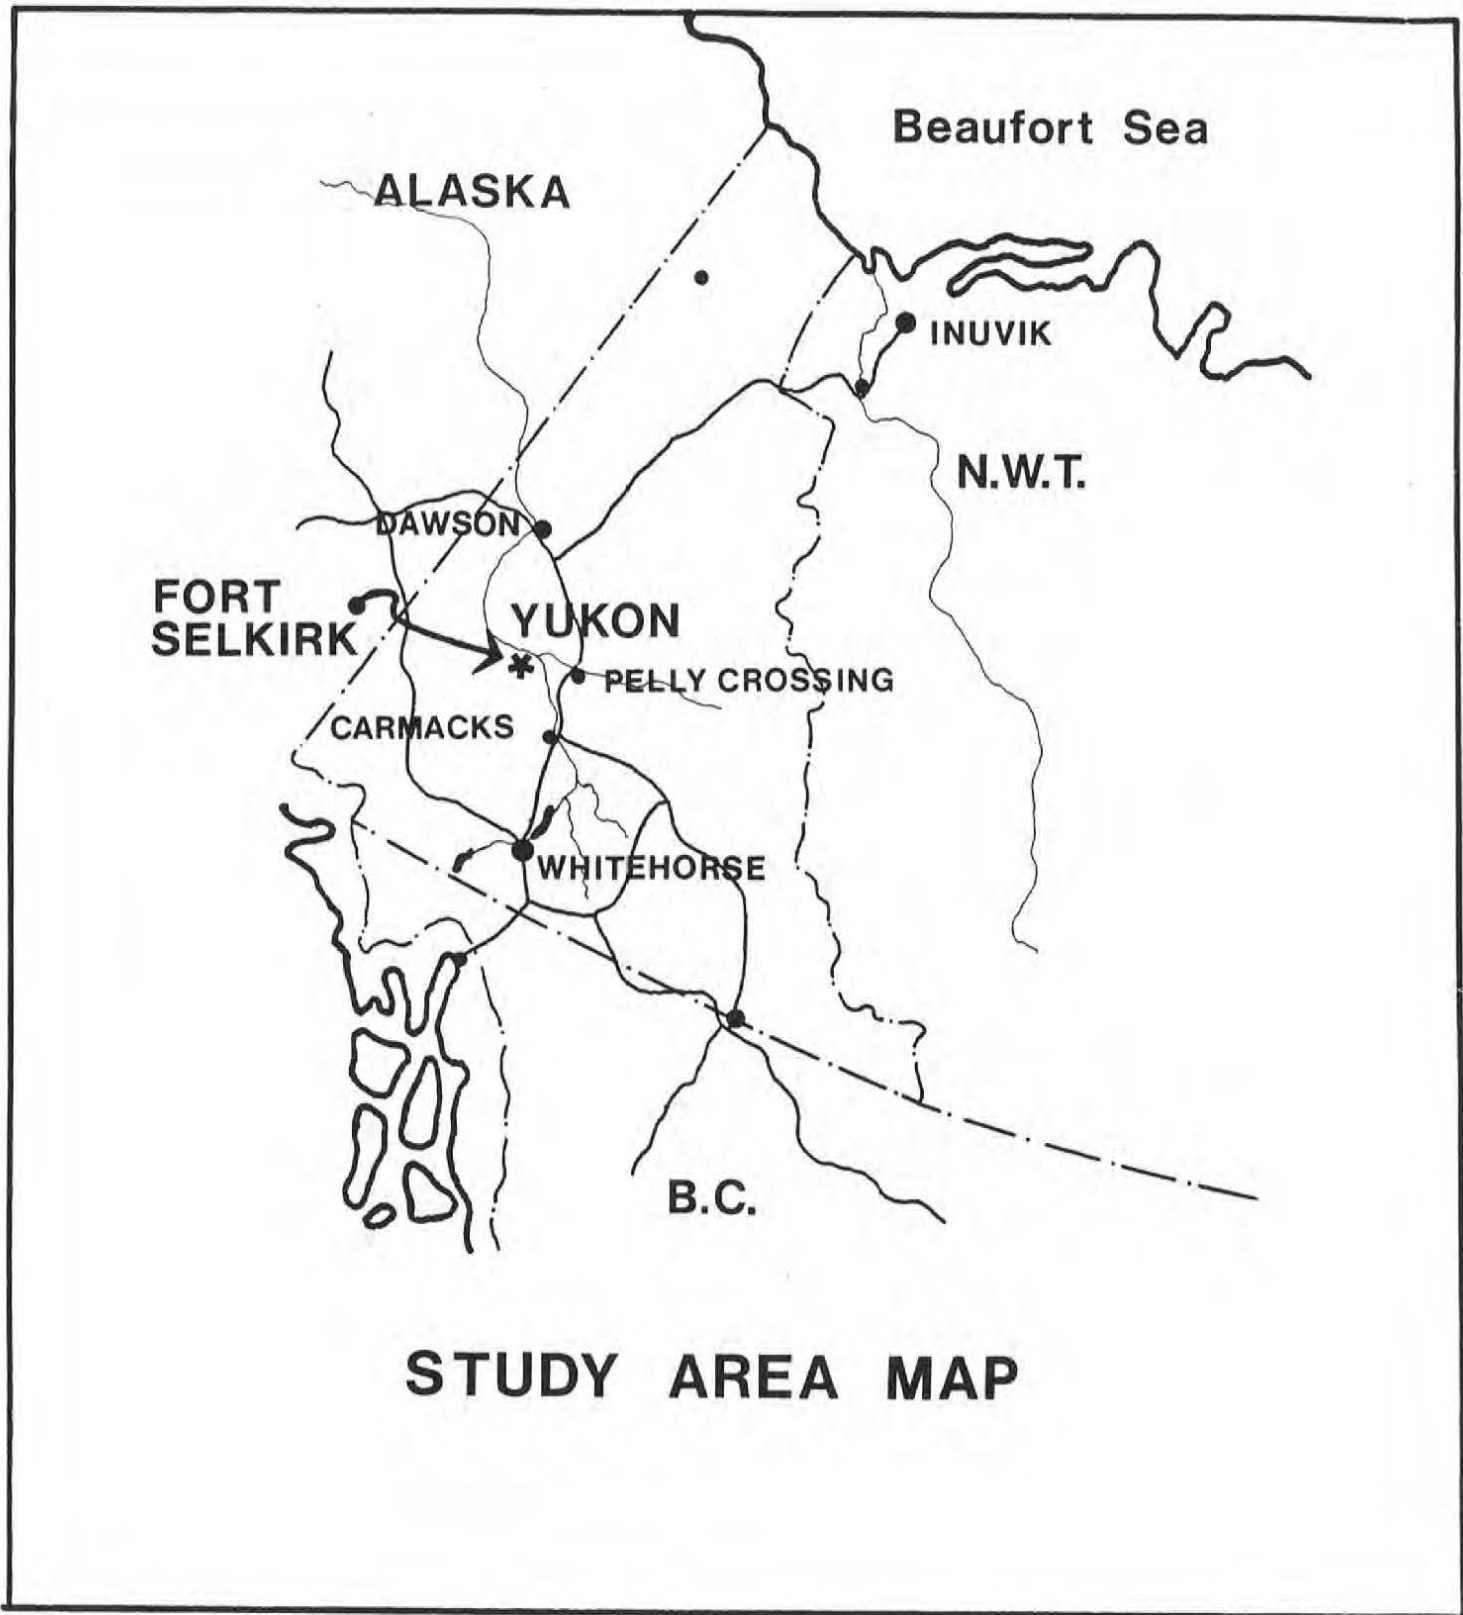 Beaufort Sea
ALASKA
INUVIK
N.W.T.
DAWSON
FORT
SELKIRK
YUKON
PELLY CROSSING
CARMACKS
WHITEHORSE
B.C.
STUDY AREA MAP